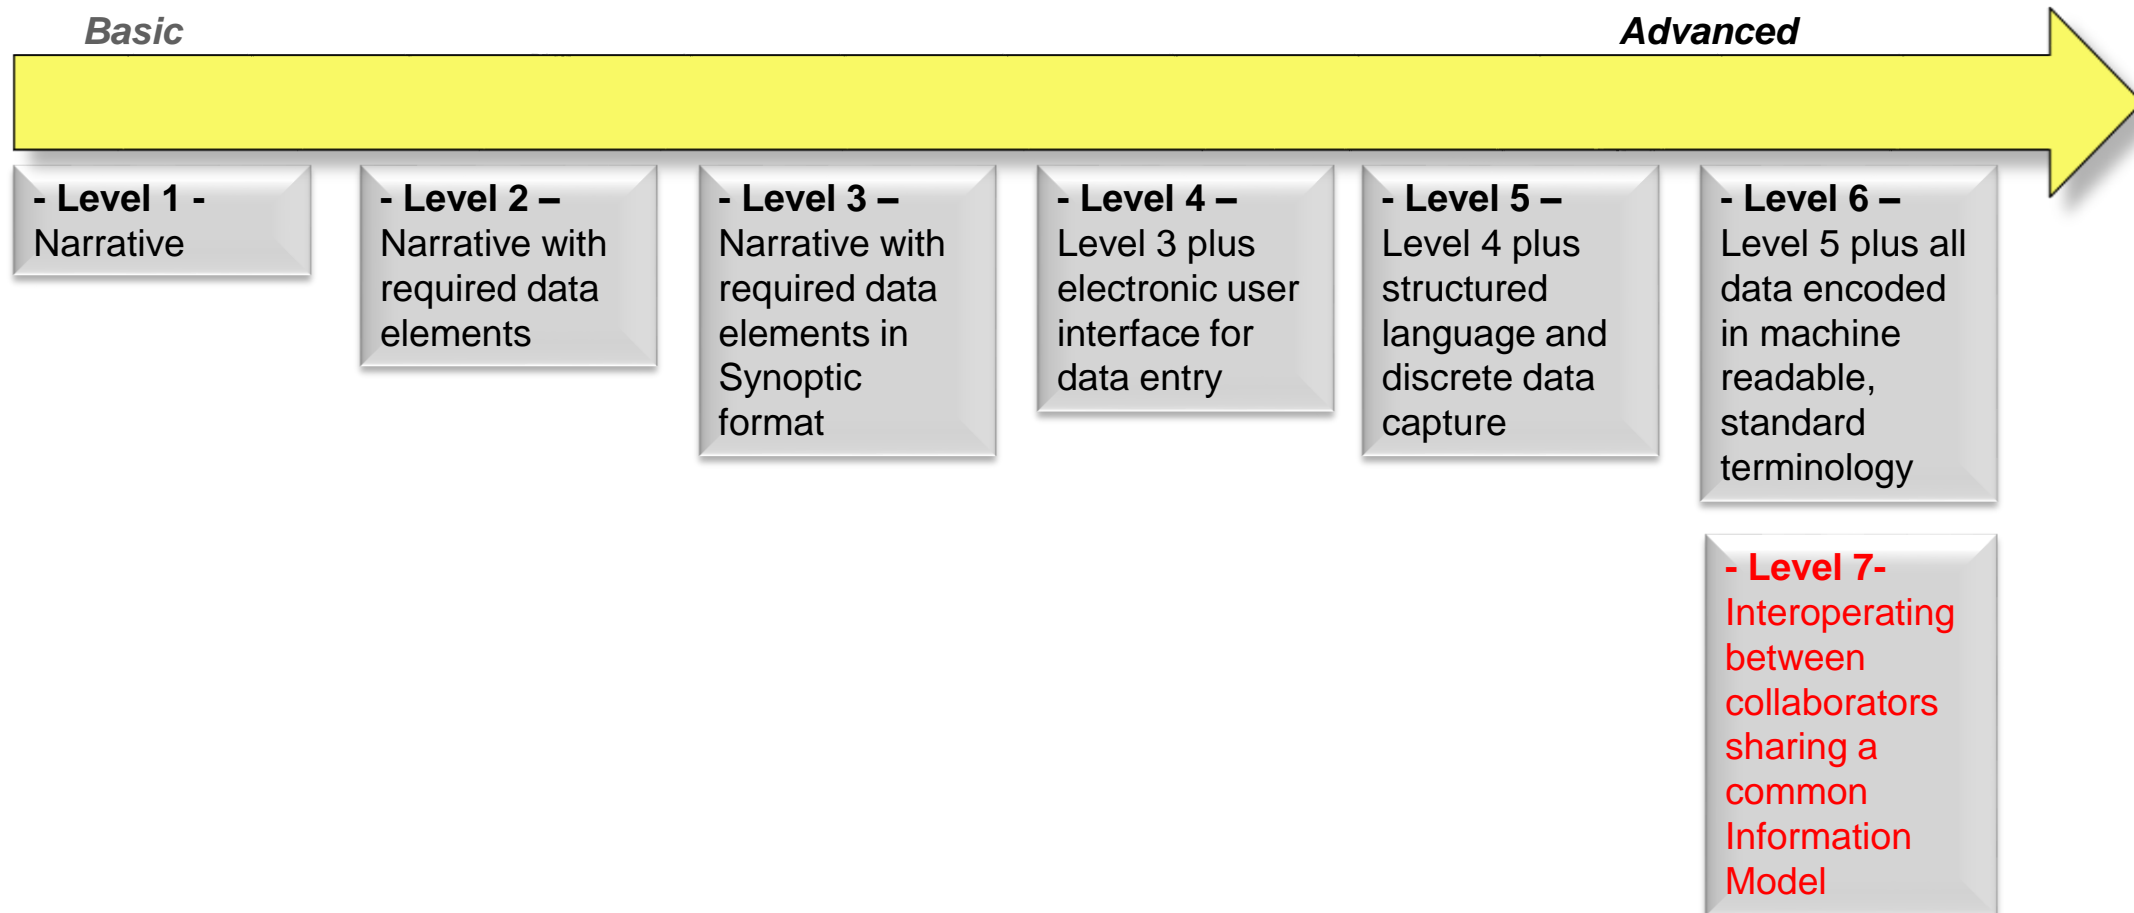 Basic
Advanced
- Level 1 -
Narrative
- Level 2 –
Narrative with
required data
elements
- Level 3 –
Narrative with
required data
elements in
Synoptic
format
- Level 4 –
Level 3 plus
electronic user
interface for
data entry
- Level 5 –
Level 4 plus
structured
language and
discrete data
capture
- Level 6 –
Level 5 plus all
data encoded
in machine
readable,
standard
terminology
- Level 7-
Interoperating
between
collaborators
sharing a
common
Information
Model